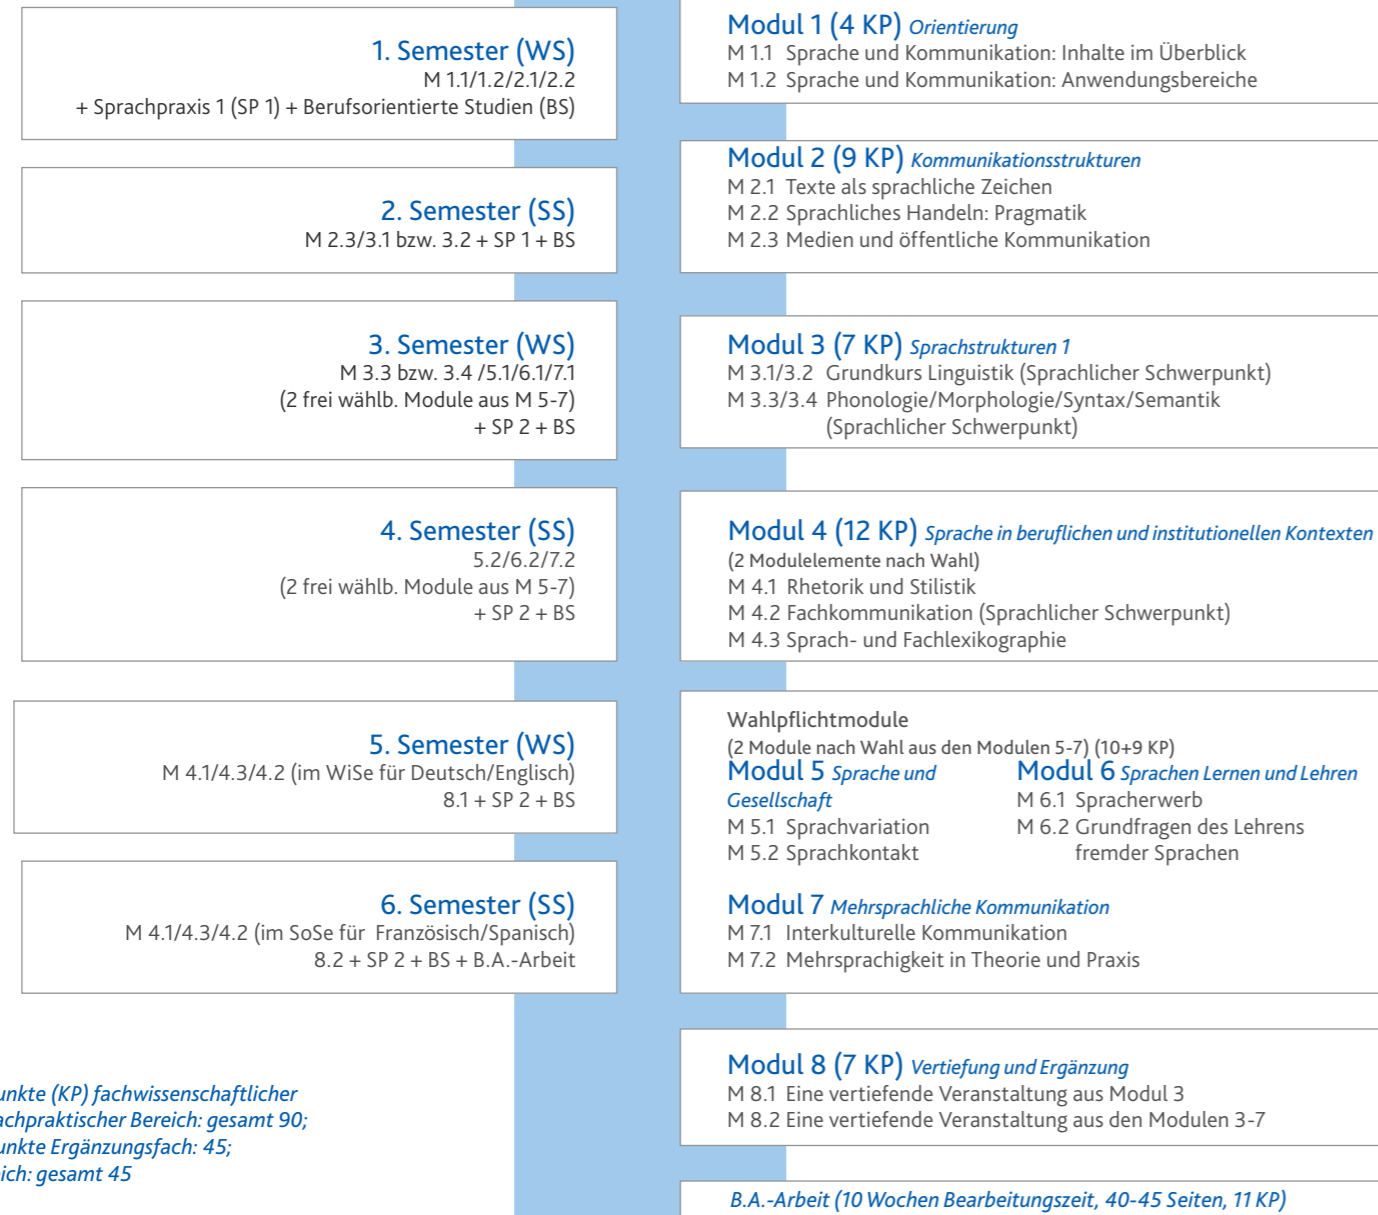 1. Semester (WS)
M 1.1/1.2/2.1/2.2
+ Sprachpraxis 1 (SP 1) + Berufsorientierte Studien (BS)
2. Semester (SS)
M 2.3/3.1 bzw. 3.2 + SP 1 + BS
3. Semester (WS)
M 3.3 bzw. 3.4 /5.1/6.1/7.1
(2 frei wählb. Module aus M 5-7)
+ SP 2 + BS
4. Semester (SS)
5.2/6.2/7.2
(2 frei wählb. Module aus M 5-7)
+ SP 2 + BS
5. Semester (WS)
M 4.1/4.3/4.2 (im WiSe für Deutsch/Englisch)
8.1 + SP 2 + BS
6. Semester (SS)
M 4.1/4.3/4.2 (im SoSe für Französisch/Spanisch)
8.2 + SP 2 + BS + B.A.-Arbeit
unkte (KP) fachwissenschaftlicher
achpraktischer Bereich: gesamt 90;
unkte Ergänzungsfach: 45;
ich: gesamt 45
Modul 1 (4 KP) Orientierung
M 1.1 Sprache und Kommunikation: Inhalte im Überblick
M 1.2 Sprache und Kommunikation: Anwendungsbereiche
Modul 2 (9 KP) Kommunikationsstrukturen
M 2.1 Texte als sprachliche Zeichen
M 2.2 Sprachliches Handeln: Pragmatik
M 2.3 Medien und öffentliche Kommunikation
Modul 3 (7 KP) Sprachstrukturen 1
M 3.1/3.2 Grundkurs Linguistik (Sprachlicher Schwerpunkt)
M 3.3/3.4 Phonologie/Morphologie/Syntax/Semantik
(Sprachlicher Schwerpunkt)
Modul 4 (12 KP) Sprache in beruflichen und institutionellen Kontexten
(2 Modulelemente nach Wahl)
M 4.1 Rhetorik und Stilistik
M 4.2 Fachkommunikation (Sprachlicher Schwerpunkt)
M 4.3 Sprach- und Fachlexikographie
Wahlpflichtmodule
(2 Module nach Wahl aus den Modulen 5-7) (10+9 KP)
Modul 5 Sprache und
Gesellschaft
M 5.1 Sprachvariation
M 5.2 Sprachkontakt
Modul 6 Sprachen Lernen und Lehren
M 6.1 Spracherwerb
M 6.2 Grundfragen des Lehrens
fremder Sprachen
Modul 7 Mehrsprachliche Kommunikation
M 7.1 Interkulturelle Kommunikation
M 7.2 Mehrsprachigkeit in Theorie und Praxis
Modul 8 (7 KP) Vertiefung und Ergänzung
M 8.1 Eine vertiefende Veranstaltung aus Modul 3
M 8.2 Eine vertiefende Veranstaltung aus den Modulen 3-7
B.A.-Arbeit (10 Wochen Bearbeitungszeit, 40-45 Seiten, 11 KP)